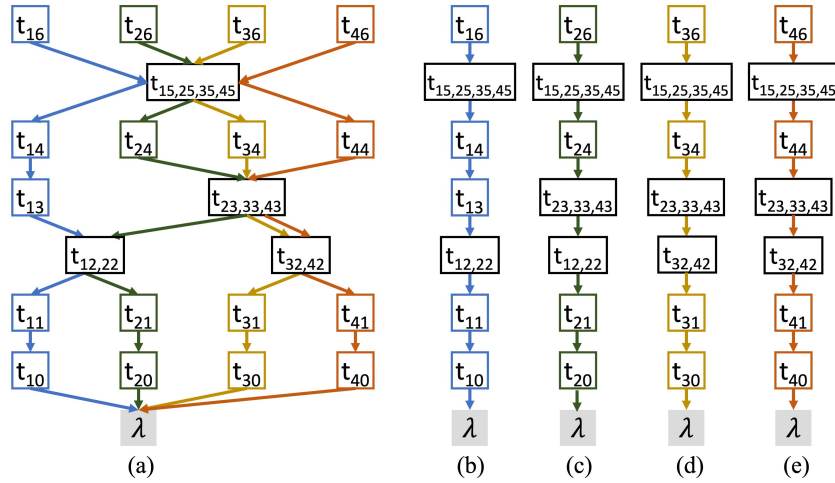 t16 t26 t36 t46 t16 t26 t36 t46
t15,25,35,45 t15,25,35,45 t15,25,35,45 t15,25,35,45 t15,25,35,45
t14 t24 t34 t44 t14 t24 t34 t44
t13 t23,33,43 t13 t23,33,43 t23,33,43 t23,33,43
t12,22 t32,42 t12,22 t12,22 t32,42 t32,42
t11 t21 t31 t41 t11 t21 t31 t41
t10 t20 t30 t40 t10 t20 t30 t40
λ λ λ λ λ
(a) (b) (c) (d) (e)